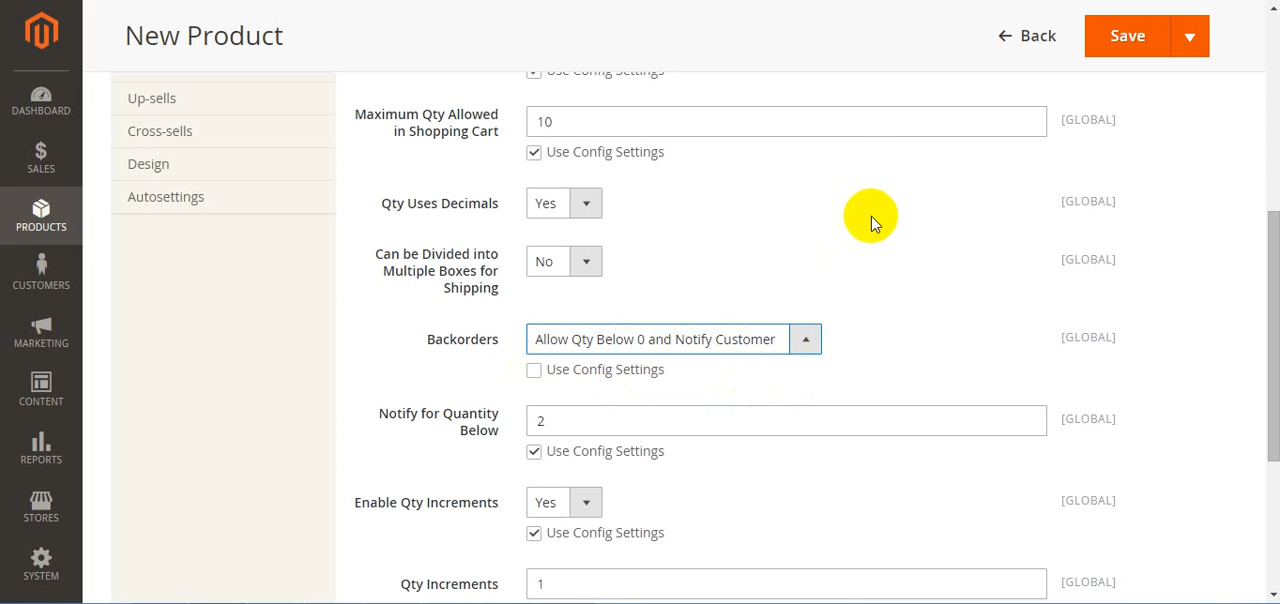 New Product
Back
Save
DASHBOARD
SALES
PRODUCTS
CUSTOMERS
MARKETING
CONTENT
REPORTS
STORES
SYSTEM
Up-sells
Cross-sells
Design
Autosettings
Use Config Settings
Maximum Qty Allowed
in Shopping Cart
10
[GLOBAL]
Use Config Settings
Qty Uses Decimals
Yes
[GLOBAL]
Can be Divided into
Multiple Boxes for
Shipping
No
[GLOBAL]
Backorders
Allow Qty Below 0 and Notify Customer
[GLOBAL]
Use Config Settings
Notify for Quantity
Below
2
[GLOBAL]
Use Config Settings
Enable Qty Increments
Yes
[GLOBAL]
Use Config Settings
Qty Increments
1
[GLOBAL]